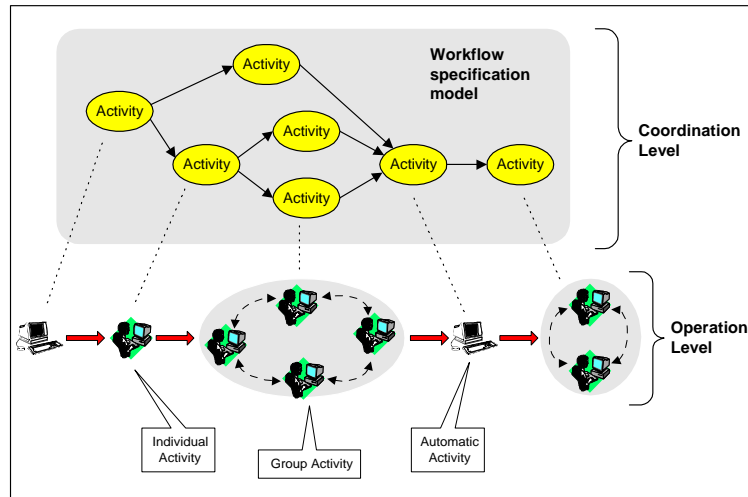 Workflow
specification
model
Activity
Activity
Activity
Activity
Activity
Activity
Activity
Coordination
Level
Operation
Level
Individual
Activity
Group Activity
Automatic
Activity